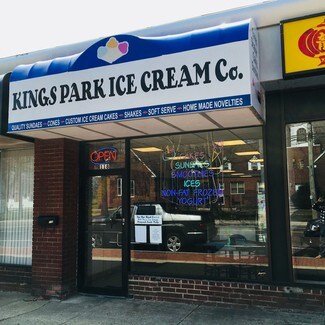 KINGS PARK ICE CREAM Co.
QUALITY SUNDAES — CONES — CUSTOM ICE CREAM CAKES — SHAKES — SOFT SERVE — HOME MADE NOVELTIES
OPEN
SUNDAES
SMOOTHIES
ICES
NON-FAT FROZEN
YOGURT